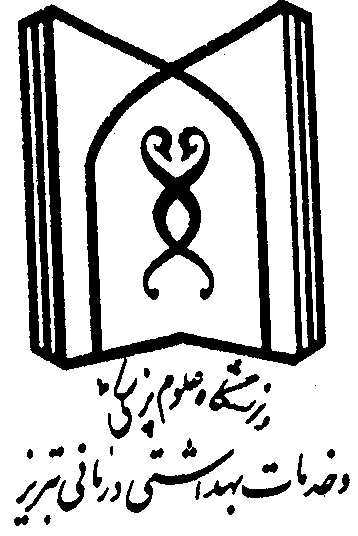 دانشگاه علوم پزشکی
و خدمات بهداشتی درمانی تبریز